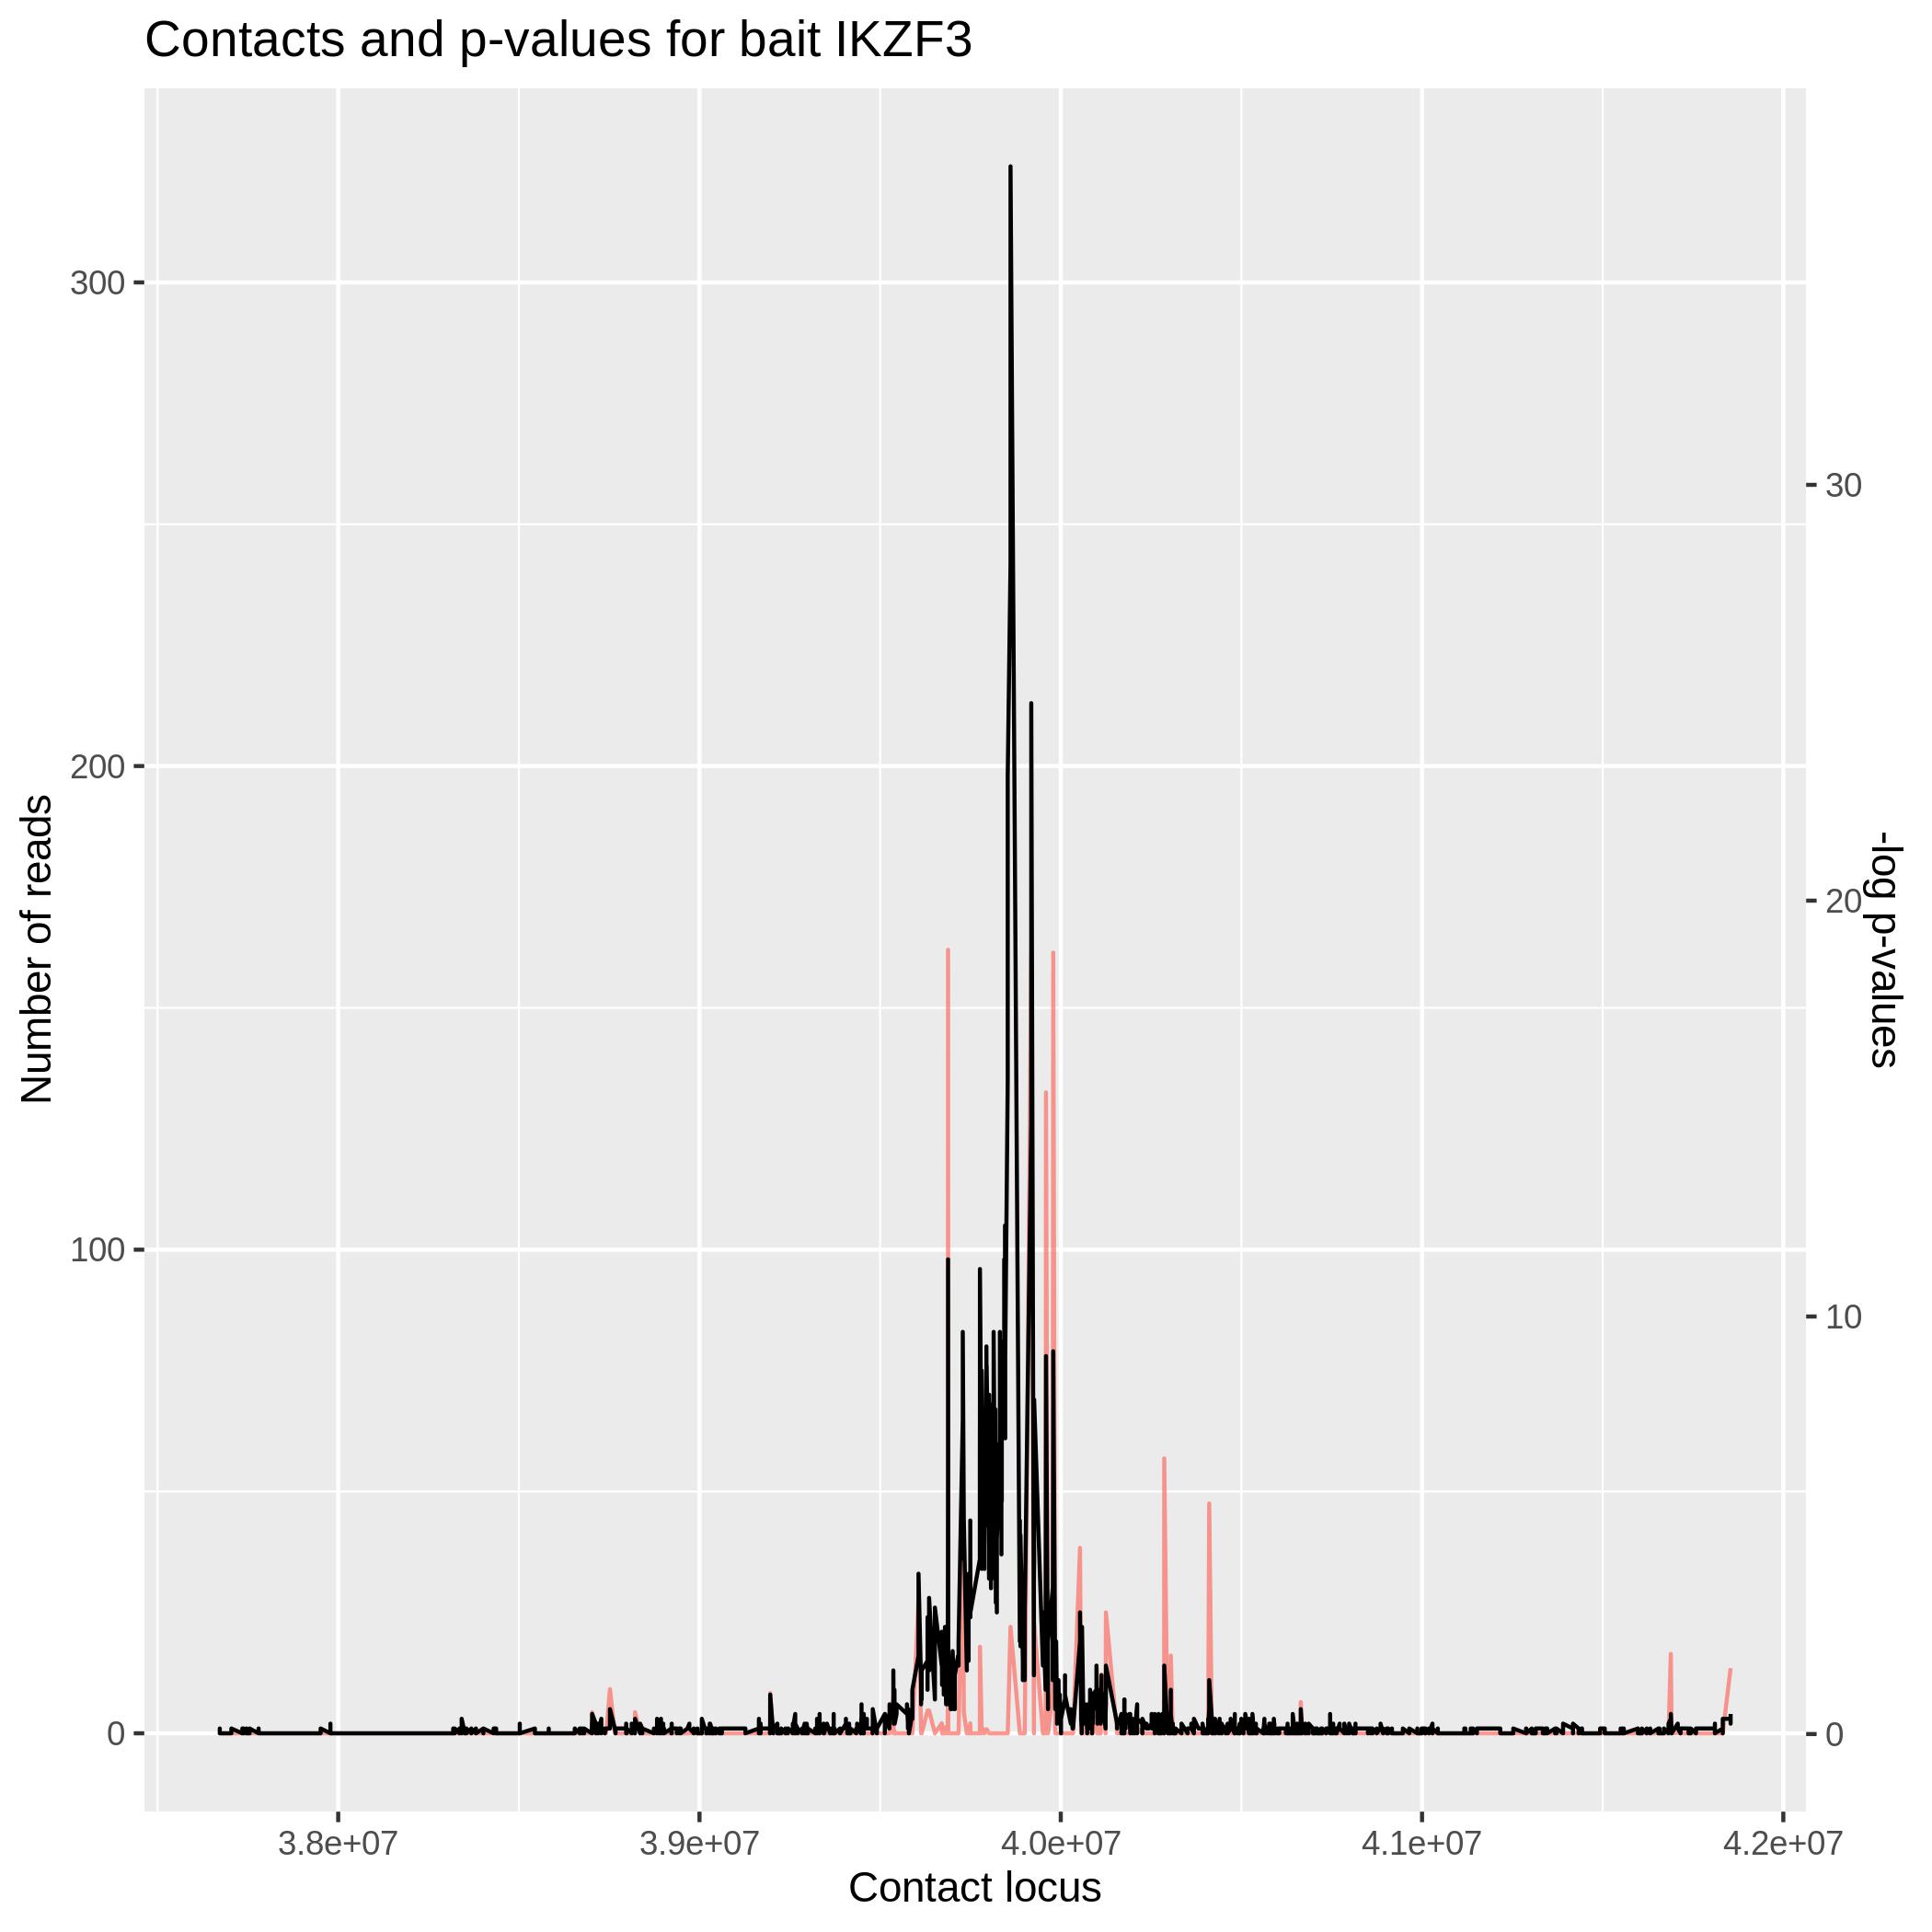 Contacts and p-values for bait IKZF3
300
200
100
0
Number of reads
30
20
10
0
-log p-values
3.8e+07
3.9e+07
4.0e+07
4.1e+07
4.2e+07
Contact locus